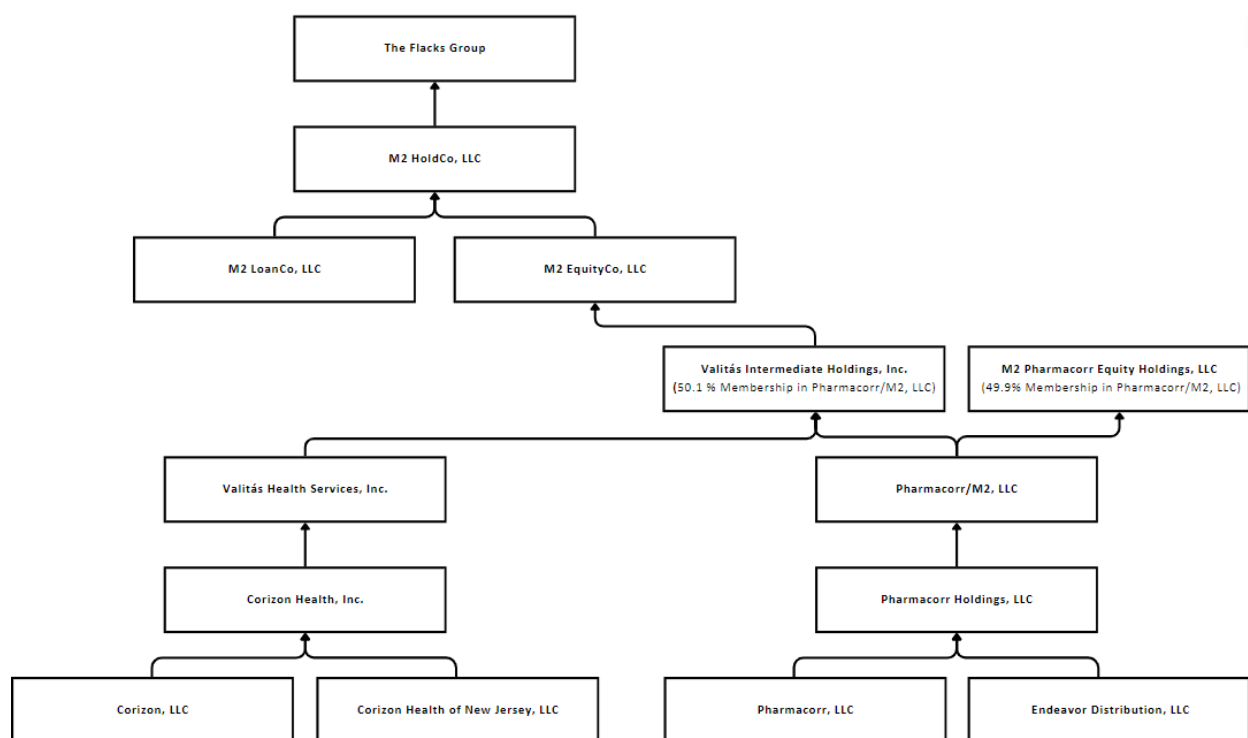 The Flacks Group
M2 HoldCo, LLC
M2 LoanCo, LLC
M2 EquityCo, LLC
Valitás Intermediate Holdings, Inc.
(50.1 % Membership in Pharmacorr/M2, LLC)
M2 Pharmacorr Equity Holdings, LLC
(49.9% Membership in Pharmacorr/M2, LLC)
Valitás Health Services, Inc.
Pharmacorr/M2, LLC
Corizon Health, Inc.
Pharmacorr Holdings, LLC
Corizon, LLC
Corizon Health of New Jersey, LLC
Pharmacorr, LLC
Endeavor Distribution, LLC